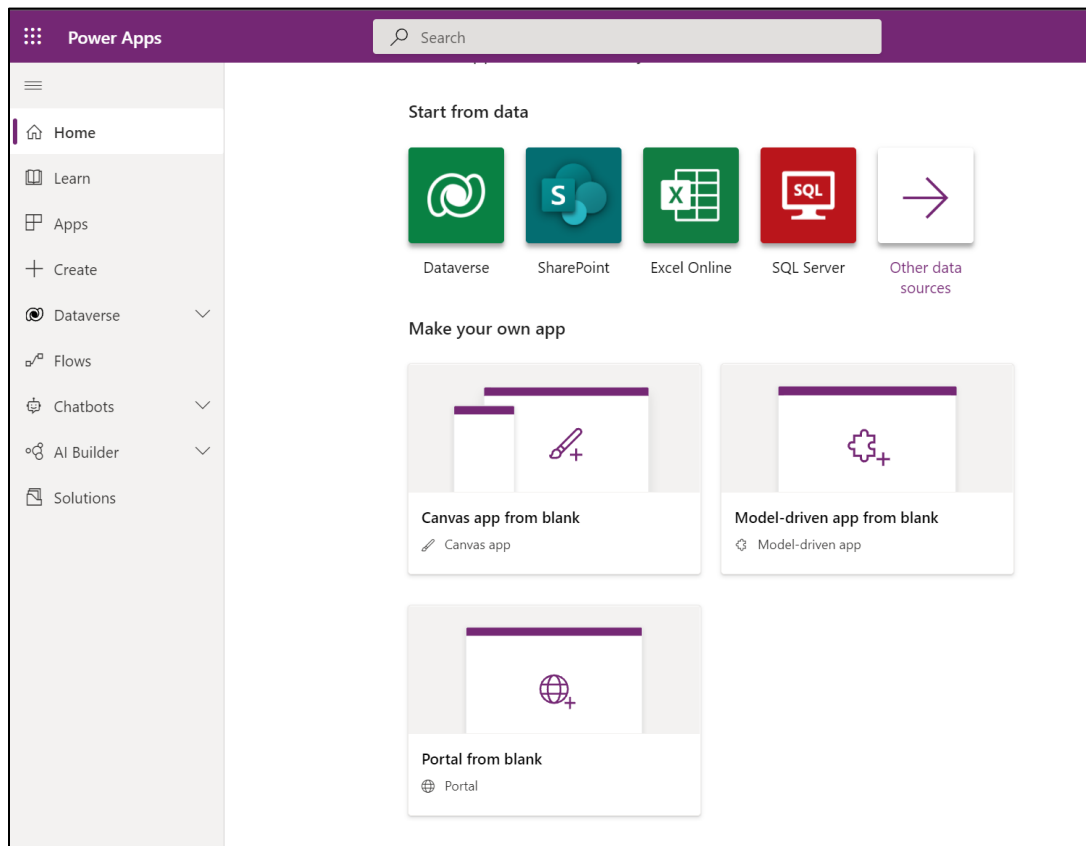 Power Apps
Search
Home
Learn
Apps
Create
Dataverse
Flows
Chatbots
AI Builder
Solutions
Start from data
S
X
SQL
Dataverse
SharePoint
Excel Online
SQL Server
Other data
sources
Make your own app
Canvas app from blank
Canvas app
Model-driven app from blank
Model-driven app
Portal from blank
Portal